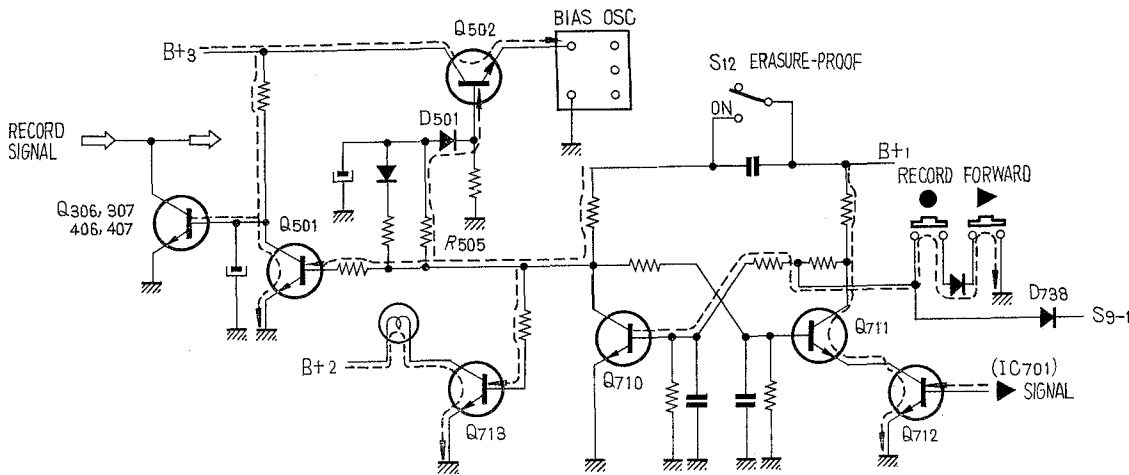 Q502
BIAS OSC
B+3
S12 ERASURE-PROOF
ON
D501
RECORD
SIGNAL
B+1
RECORD FORWARD
Q306, 307
406, 407
Q501
R505
D738
S9-1
Q711
B+2
Q710
(IC701)
SIGNAL
Q713
Q712